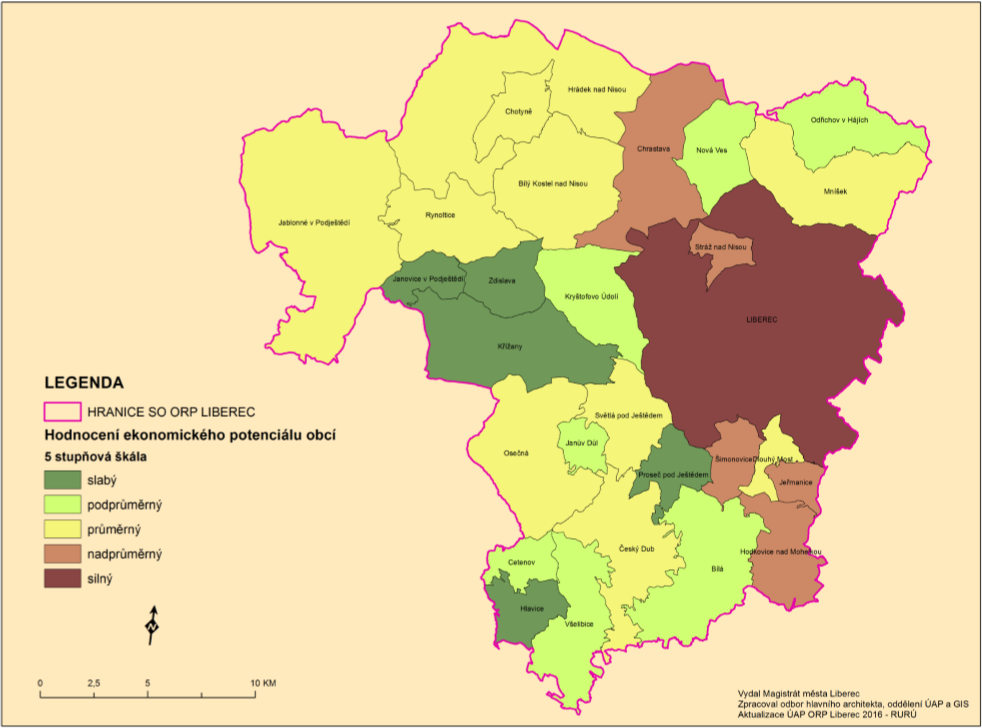 Hrádek nad Nisou
Chotyně
Odřichov v Hájích
Chrastava
Nová Ves
Bílý Kostel nad Nisou
Mníšek
Rynoltice
Jablonné v Podještědí
Stráž nad Nisou
Janovice v Podještědí
Zdislava
Kryštofovo Údolí
LIBEREC
Křižany
LEGENDA
HRANICE SO ORP LIBEREC
Hodnocení ekonomického potenciálu obcí
5 stupňová škála
slabý
podprůměrný
průměrný
nadprůměrný
silný
Světlá pod Ještědem
Janův Důl
Osečná
Proseč pod Ještědem
Šimonovice
Dlouhý Most
Jeřmanice
Český Dub
Hodkovice nad Mohelkou
Cetenov
Bílá
Hlavice
Všelibice
N
0 2,5 5 10 KM
Vydal Magistrát města Liberec
Zpracoval odbor hlavního architekta, oddělení ÚAP a GIS
Aktualizace ÚAP ORP Liberec 2016 - RURÚ